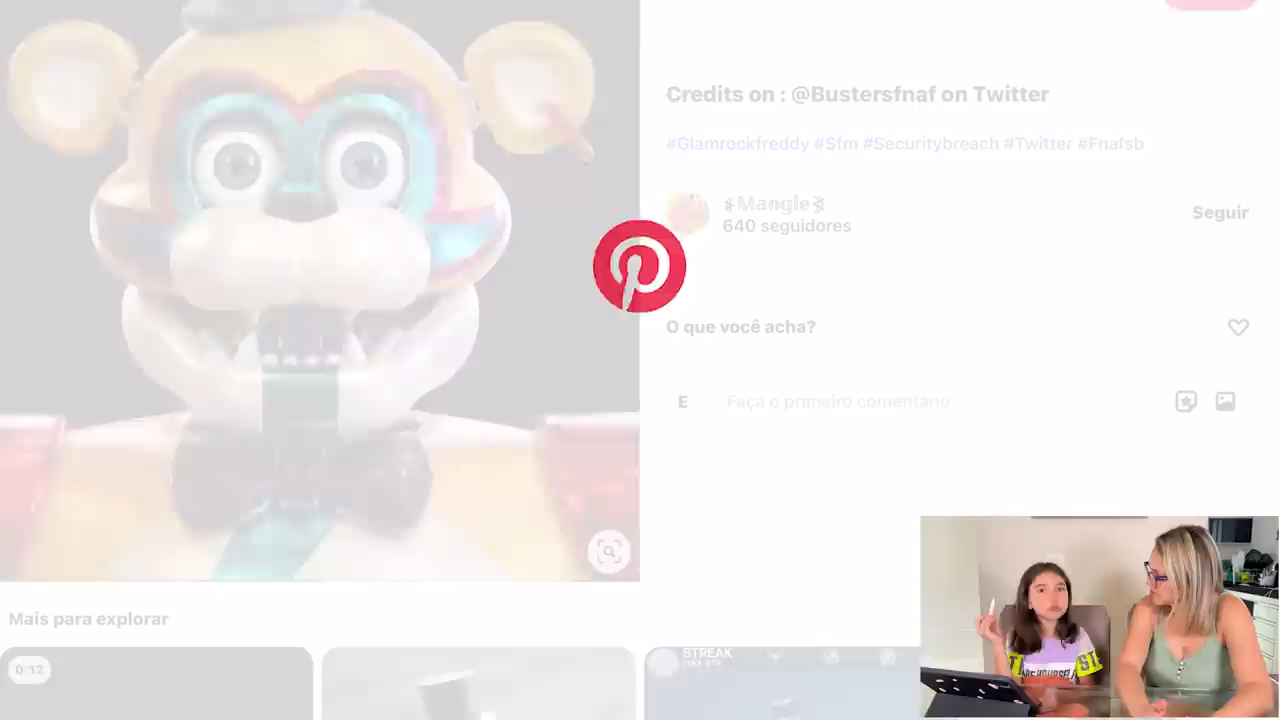 Credits on : @Bustersfnaf on Twitter
#Glamrockfreddy #Sfm #Securitybreach #Twitter #Fnafsb
Mangle
640 seguidores
Seguir
O que você acha?
E
Faça o primeiro comentário
Mais para explorar
0:12
STREAK